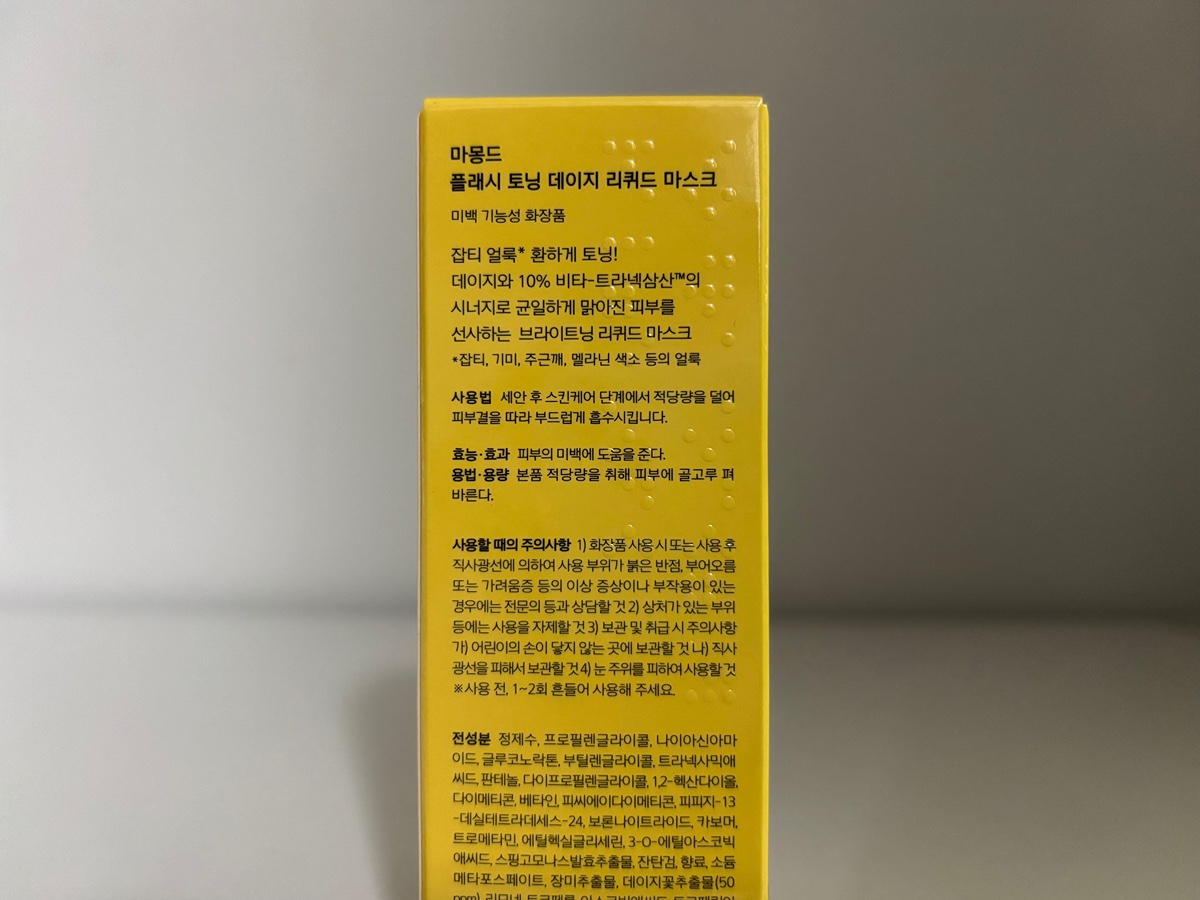 마몽드
플래시 토닝 데이지 리퀴드 마스크
미백 기능성 화장품
잡티 얼룩* 환하게 토닝!
데이지와 10% 비타-트라넥삼산™의
시너지로 균일하게 맑아진 피부를
선사하는 브라이트닝 리퀴드 마스크
*잡티, 기미, 주근깨, 멜라닌 색소 등의 얼룩
사용법 세안 후 스킨케어 단계에서 적당량을 덜어
피부결을 따라 부드럽게 흡수시킵니다.
효능·효과 피부의 미백에 도움을 준다.
용법·용량 본품 적당량을 취해 피부에 골고루 펴
바른다.
사용할 때의 주의사항 1) 화장품 사용 시 또는 사용 후
직사광선에 의하여 사용 부위가 붉은 반점, 부어오름
또는 가려움증 등의 이상 증상이나 부작용이 있는
경우에는 전문의 등과 상담할 것 2) 상처가 있는 부위
등에는 사용을 자제할 것 3) 보관 및 취급 시 주의사항
가) 어린이의 손이 닿지 않는 곳에 보관할 것 나) 직사
광선을 피해서 보관할 것 4) 눈 주위를 피하여 사용할 것
※사용 전, 1~2회 흔들어 사용해 주세요.
전성분 정제수, 프로필렌글라이콜, 나이아신아마
이드, 글루코노락톤, 부틸렌글라이콜, 트라넥사믹애
씨드, 판테놀, 다이프로필렌글라이콜, 1,2-헥산다이올,
다이메티콘, 베타인, 피씨에이다이메티콘, 피피지-13
-데실테트라데세스-24, 보론나이트라이드, 카보머,
트로메타민, 에틸헥실글리세린, 3-O-에틸아스코빅
애씨드, 스핑고모나스발효추출물, 잔탄검, 향료, 소듐
메타포스페이트, 장미추출물, 데이지꽃추출물(50